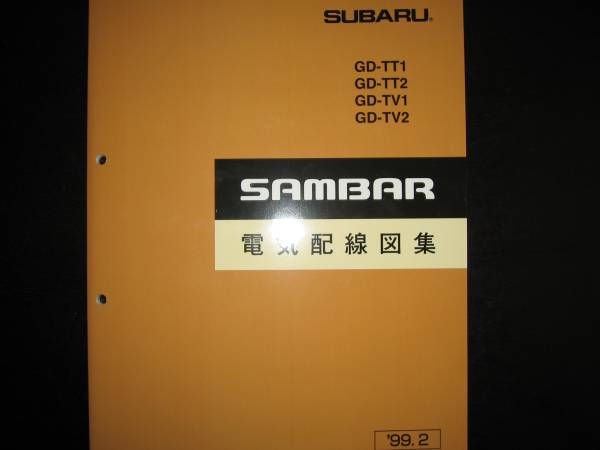 SUBARU®
GD-TT1
GD-TT2
GD-TV1
GD-TV2
SAMBAR
電気配線図集
'99.2